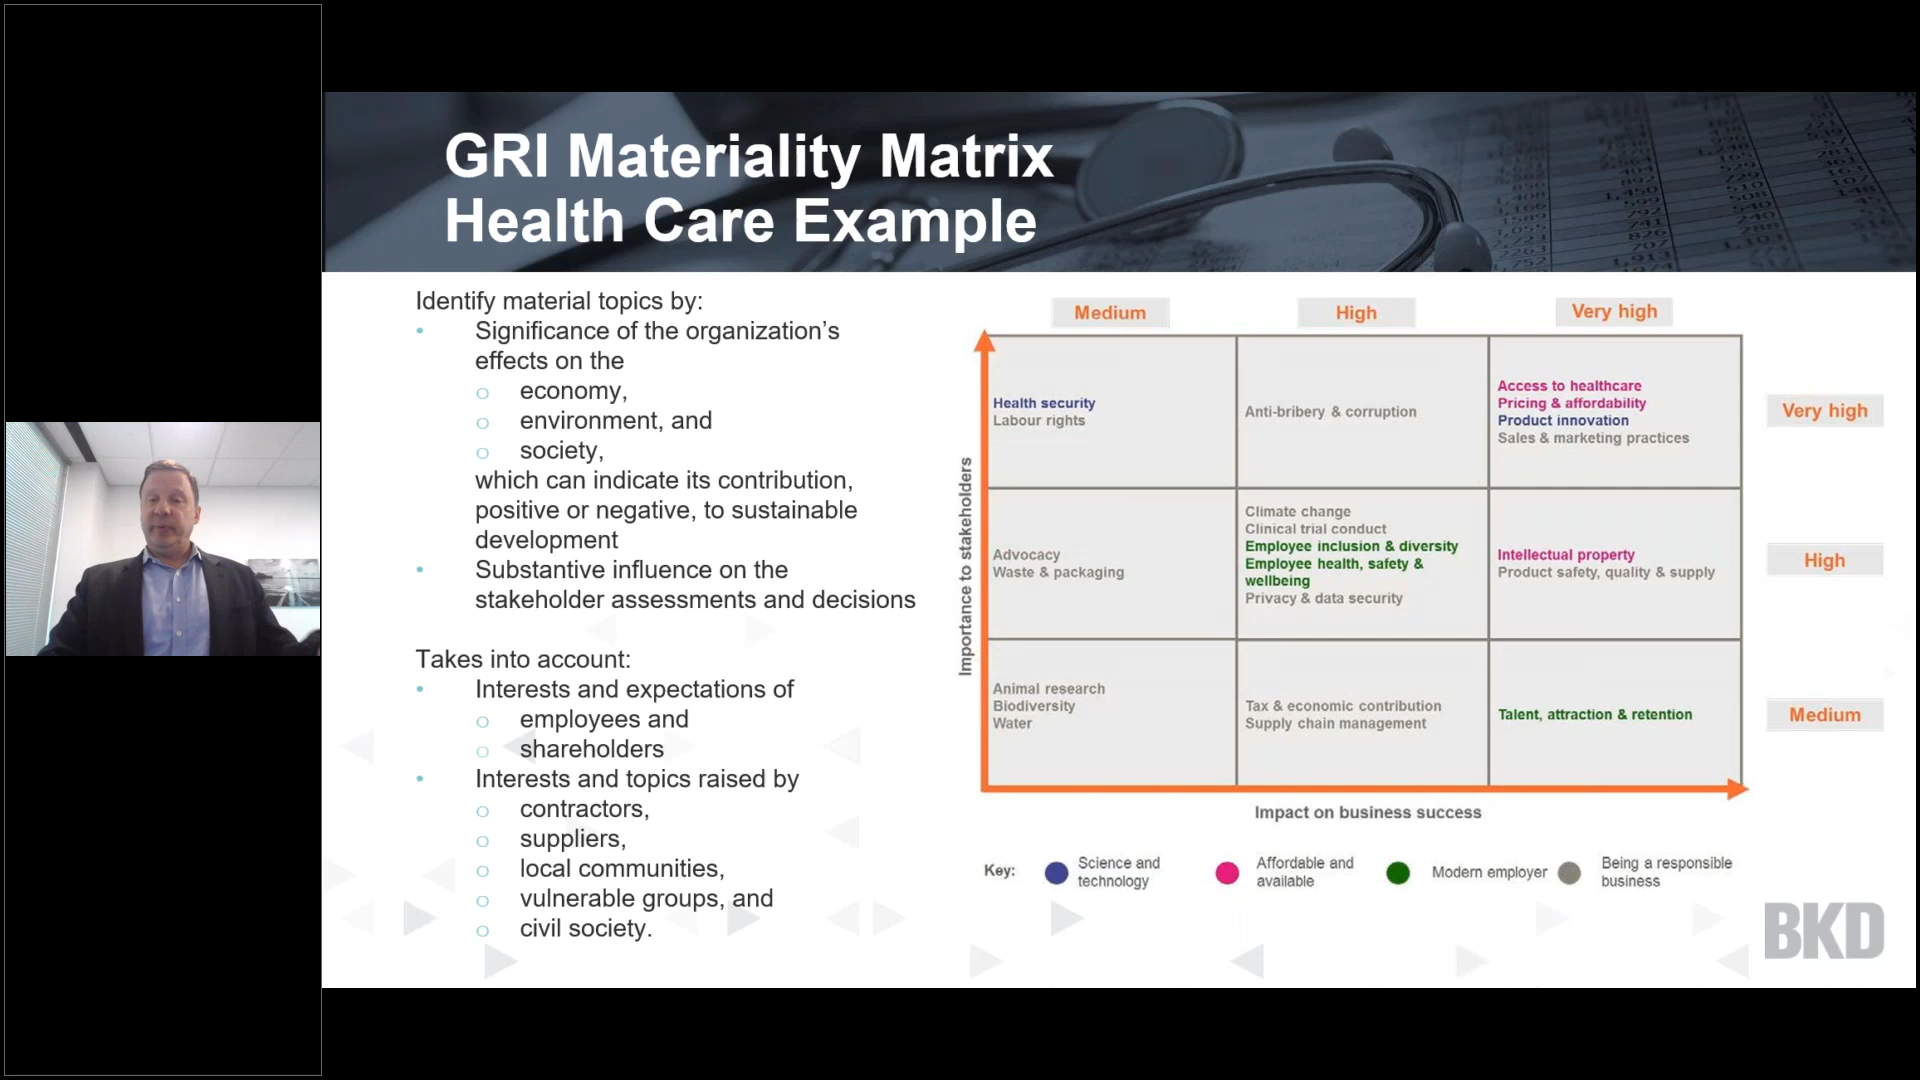 GRI Materiality Matrix
Health Care Example
Identify material topics by:
• Significance of the organization’s
effects on the
o economy,
o environment, and
o society,
which can indicate its contribution,
positive or negative, to sustainable
development
• Substantive influence on the
stakeholder assessments and decisions
Takes into account:
• Interests and expectations of
o employees and
o shareholders
• Interests and topics raised by
o contractors,
o suppliers,
o local communities,
o vulnerable groups, and
o civil society.
Medium
High
Very high
Importance to stakeholders
Health security
Labour rights
Anti-bribery & corruption
Access to healthcare
Pricing & affordability
Product innovation
Sales & marketing practices
Very high
Advocacy
Waste & packaging
Climate change
Clinical trial conduct
Employee inclusion & diversity
Employee health, safety &
wellbeing
Privacy & data security
Intellectual property
Product safety, quality & supply
High
Animal research
Biodiversity
Water
Tax & economic contribution
Supply chain management
Talent, attraction & retention
Medium
Impact on business success
Key:
Science and
technology
Affordable and
available
Modern employer
Being a responsible
business
BKD